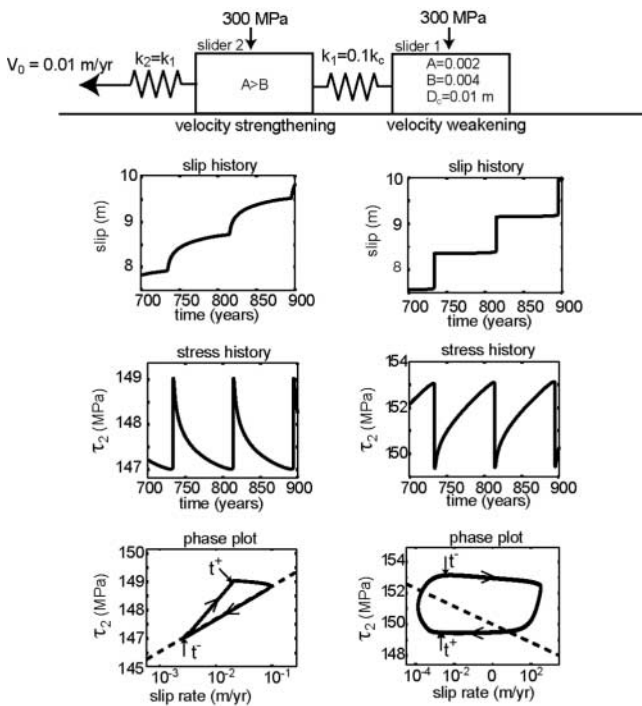 300 MPa
300 MPa
V₀ = 0.01 m/yr
k₂=k₁
slider 2
A>B
k₁=0.1k_c
slider 1
A=0.002
B=0.004
D_c=0.01 m
velocity strengthening
velocity weakening
slip history
slip (m)
10
9
8
700 750 800 850 900
time (years)
slip history
slip (m)
10
9
8
700 750 800 850 900
time (years)
stress history
τ₂ (MPa)
149
148
147
700 750 800 850 900
time (years)
stress history
τ₂ (MPa)
153
152
150
700 750 800 850 900
time (years)
phase plot
τ₂ (MPa)
150
149
147
145
t⁺
t⁻
10⁻³ 10⁻² 10⁻¹
slip rate (m/yr)
phase plot
τ₂ (MPa)
154
152
150
148
t⁻
t⁺
10⁻⁴ 10⁻² 0 10²
slip rate (m/yr)